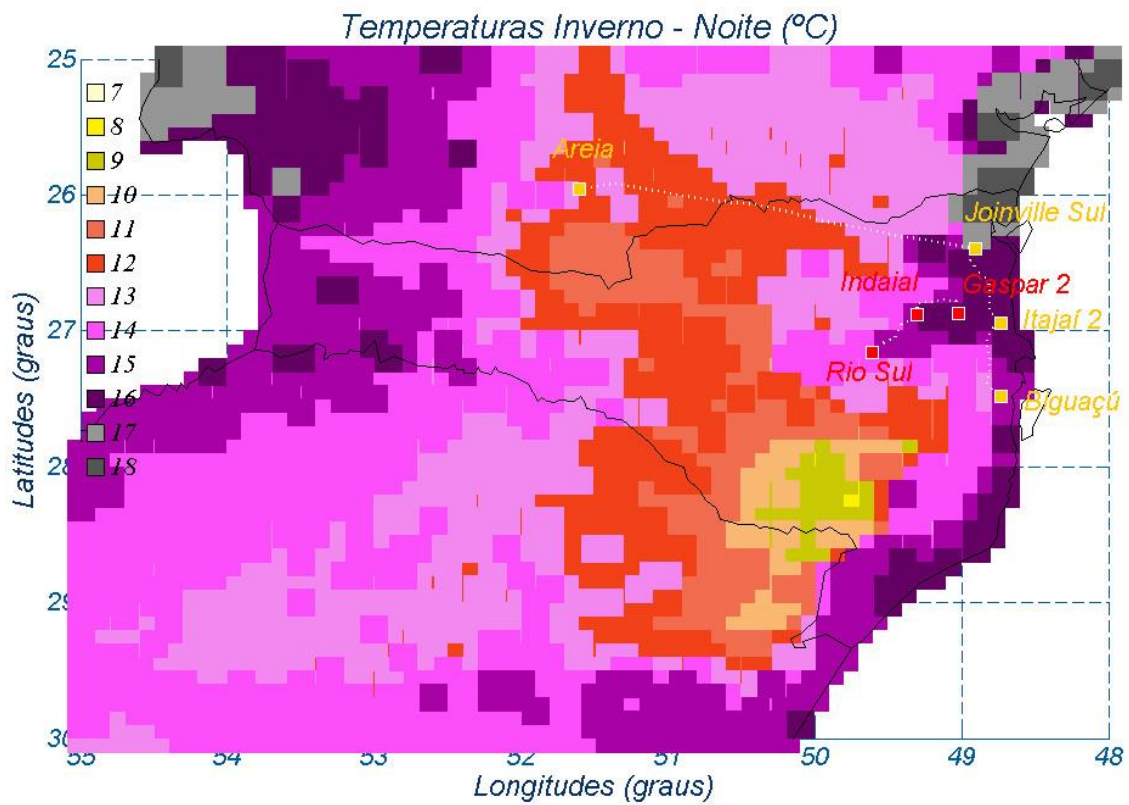 Temperaturas Inverno - Noite (ºC)
25
7
8
9
Areia
26
10
Joinville Sul
11
12
Indaial
Gaspar 2
13
27
14
Itajaí 2
15
Rio Sul
16
Biguaçú
17
28
18
29
30
55
54
53
52
51
50
49
48
Latitudes (graus)
Longitudes (graus)